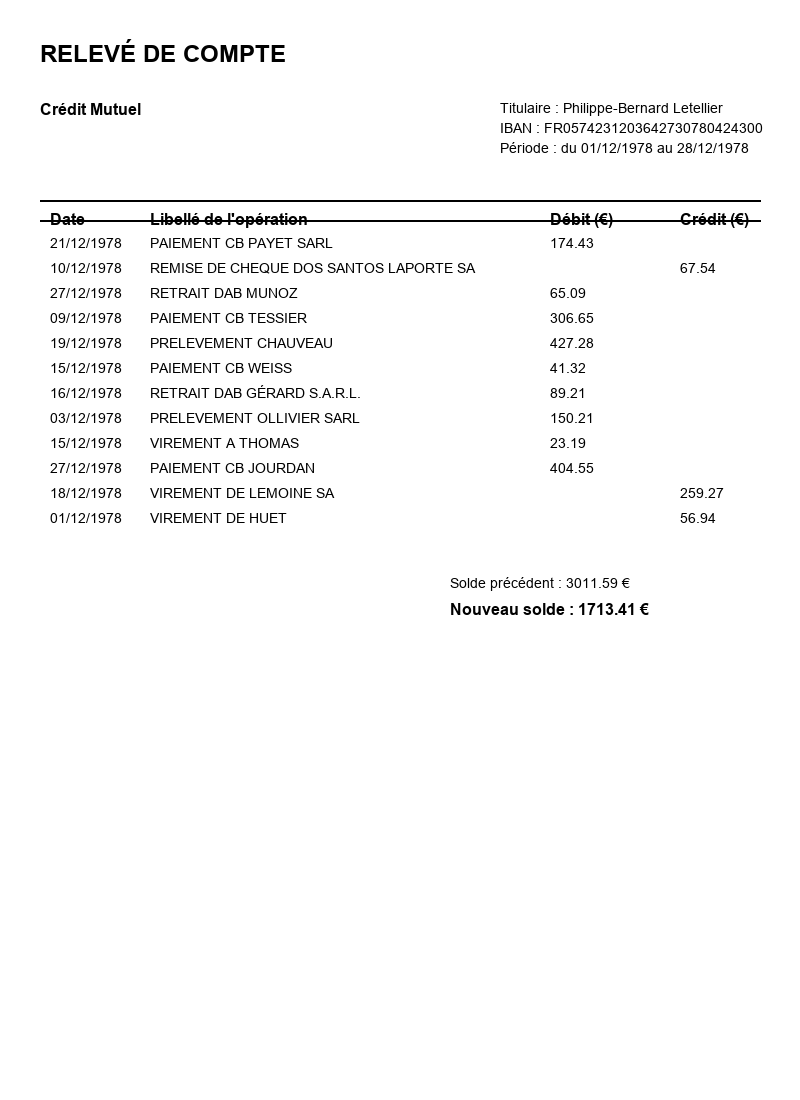 RELEVÉ DE COMPTE
Crédit Mutuel
Titulaire : Philippe-Bernard Letellier
IBAN : FR0574231203642730780424300
Période : du 01/12/1978 au 28/12/1978
Date Libellé de l'opération Débit (€) Crédit (€)
21/12/1978 PAIEMENT CB PAYET SARL 174.43
10/12/1978 REMISE DE CHEQUE DOS SANTOS LAPORTE SA 67.54
27/12/1978 RETRAIT DAB MUNOZ 65.09
09/12/1978 PAIEMENT CB TESSIER 306.65
19/12/1978 PRELEVEMENT CHAUVEAU 427.28
15/12/1978 PAIEMENT CB WEISS 41.32
16/12/1978 RETRAIT DAB GÉRARD S.A.R.L. 89.21
03/12/1978 PRELEVEMENT OLLIVIER SARL 150.21
15/12/1978 VIREMENT A THOMAS 23.19
27/12/1978 PAIEMENT CB JOURDAN 404.55
18/12/1978 VIREMENT DE LEMOINE SA 259.27
01/12/1978 VIREMENT DE HUET 56.94
Solde précédent : 3011.59 €
Nouveau solde : 1713.41 €